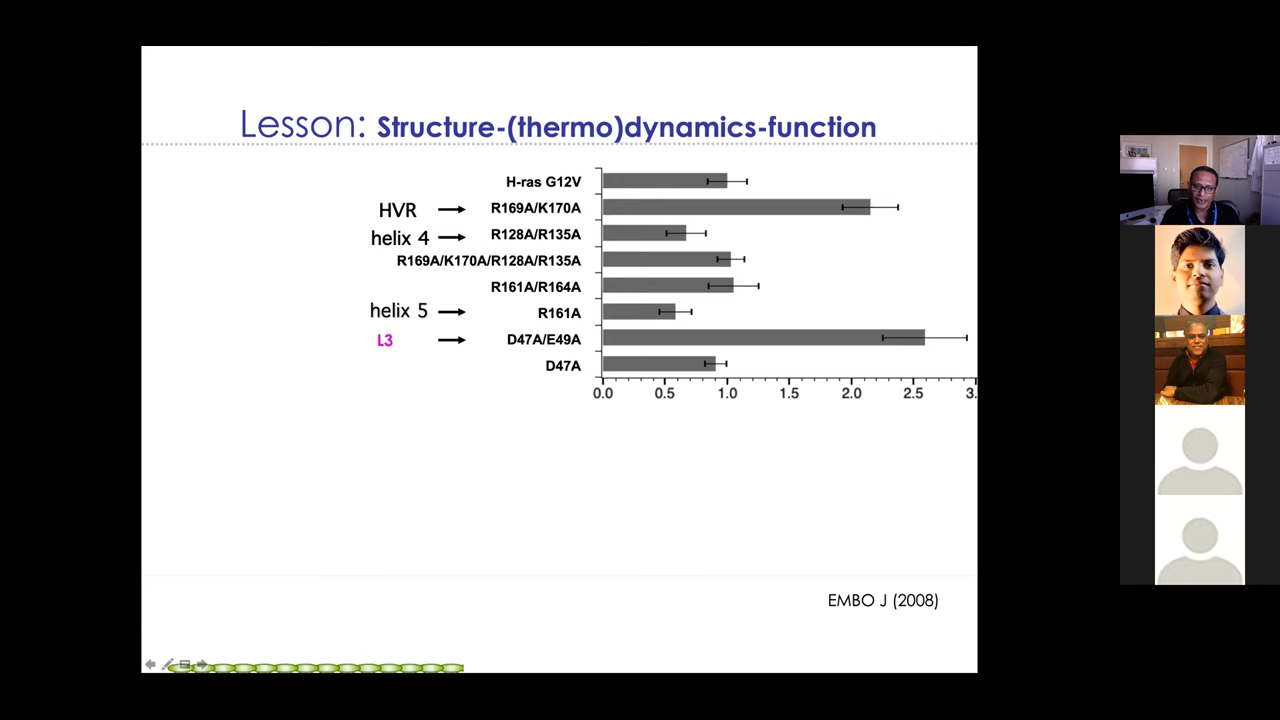 Lesson: Structure-(thermo)dynamics-function
H-ras G12V
HVR R169A/K170A
helix 4 R128A/R135A
R169A/K170A/R128A/R135A
R161A/R164A
helix 5 R161A
L3 D47A/E49A
D47A
0.0 0.5 1.0 1.5 2.0 2.5 3.
EMBO J (2008)